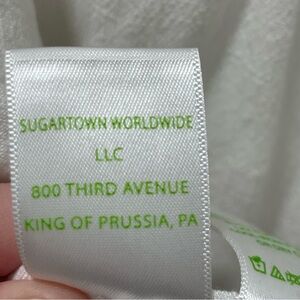 SUGARTOWN WORLDWIDE
LLC
800 THIRD AVENUE
KING OF PRUSSIA, PA